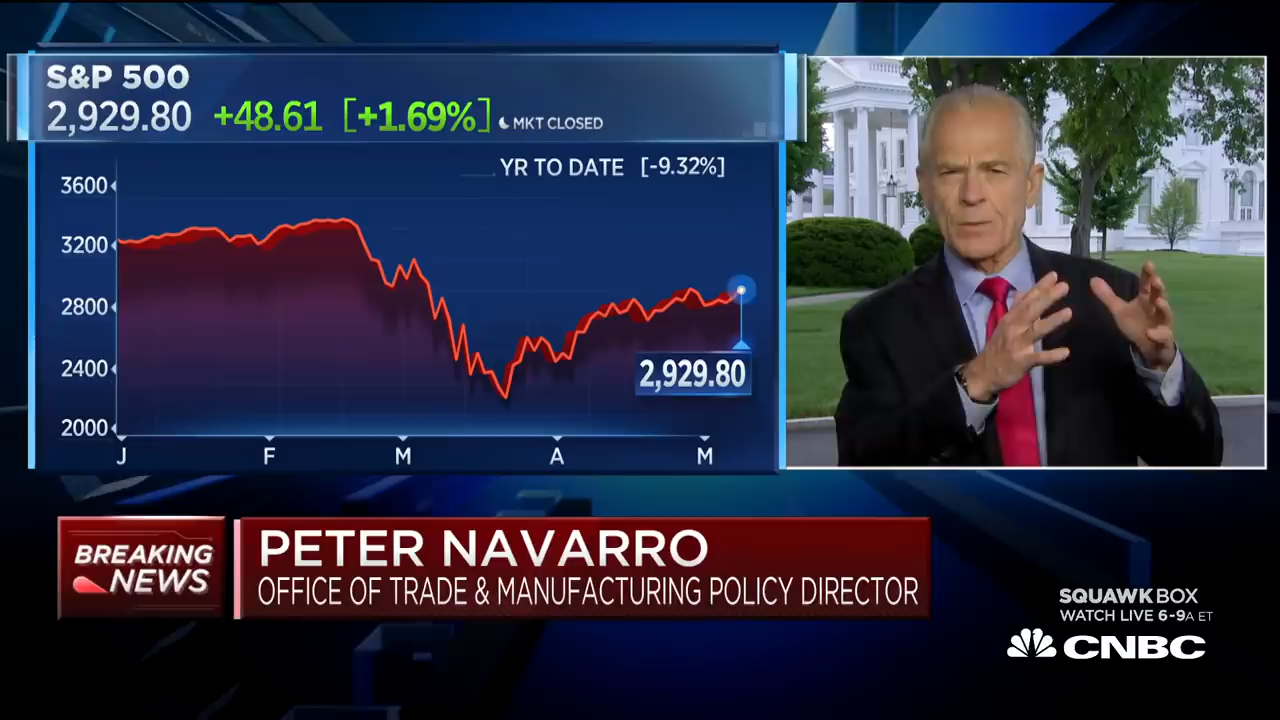 S&P 500
2,929.80 +48.61 [+1.69%] MKT CLOSED
YR TO DATE [-9.32%]
3600
3200
2800
2400
2000
2,929.80
J F M A M
BREAKING
NEWS
PETER NAVARRO
OFFICE OF TRADE & MANUFACTURING POLICY DIRECTOR
SQUAWK BOX
WATCH LIVE 6-9A ET
CNBC